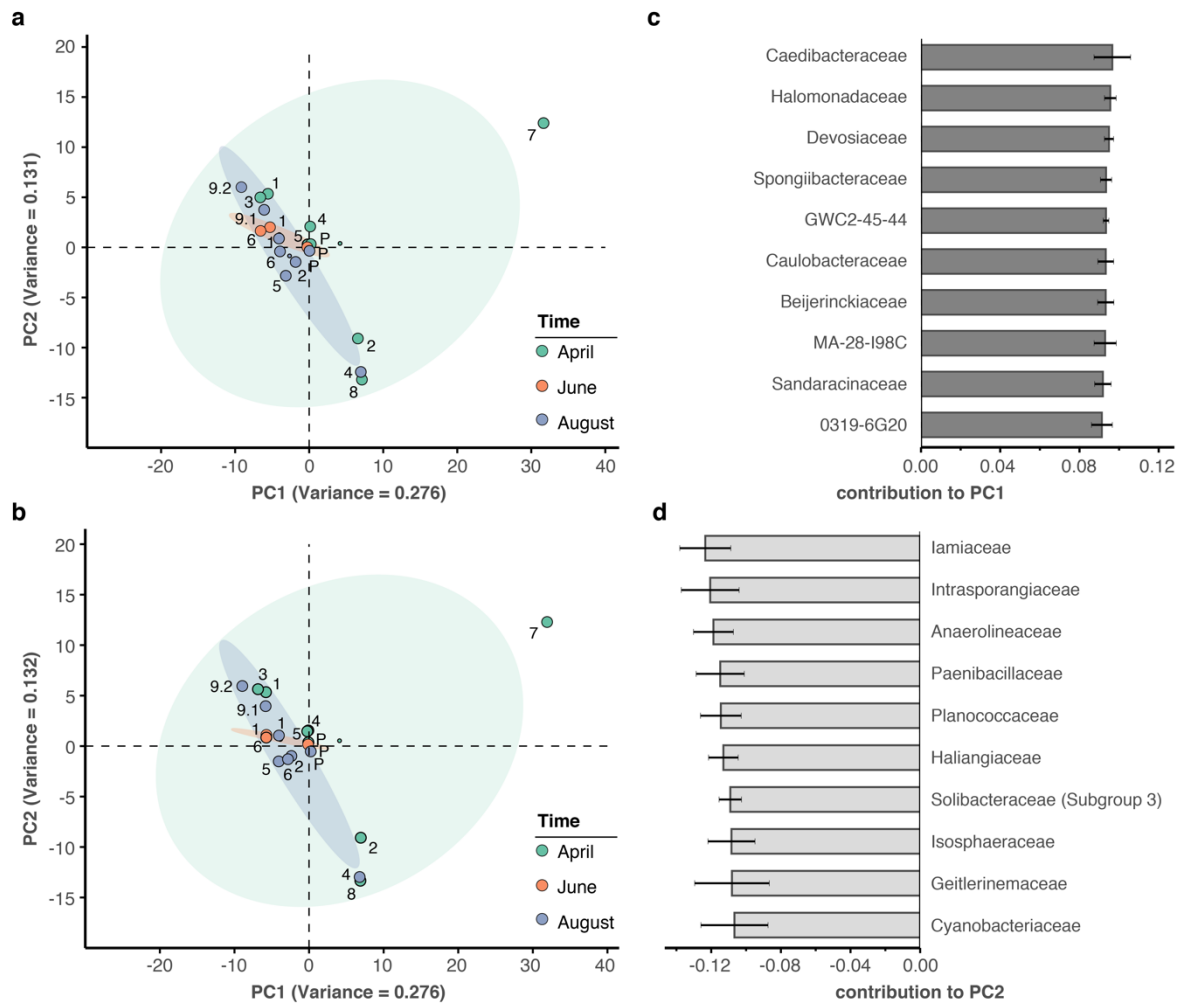 a
20
15
10
5
0
-5
-10
-15
PC2 (Variance = 0.131)
7
9.2
1
3
9.1
1
4
6
5
P
1
P
6
P
2
5
2
4
8
Time
April
June
August
-20 -10 0 10 20 30 40
PC1 (Variance = 0.276)
b
20
15
10
5
0
-5
-10
-15
PC2 (Variance = 0.132)
7
3
9.2
1
9.1
1
4
1
5
P
6
P
5
6
2
P
2
4
8
Time
April
June
August
-20 -10 0 10 20 30 40
PC1 (Variance = 0.276)
c
Caedibacteraceae
Halomonadaceae
Devosiaceae
Spongiibacteraceae
GWC2-45-44
Caulobacteraceae
Beijerinckiaceae
MA-28-I98C
Sandaracinaceae
0319-6G20
0.00 0.04 0.08 0.12
contribution to PC1
d
Iamiaceae
Intrasporangiaceae
Anaerolineaceae
Paenibacillaceae
Planococcaceae
Haliangiaceae
Solibacteraceae (Subgroup 3)
Isosphaeraceae
Geitlerinemaceae
Cyanobacteriaceae
-0.12 -0.08 -0.04 0.00
contribution to PC2